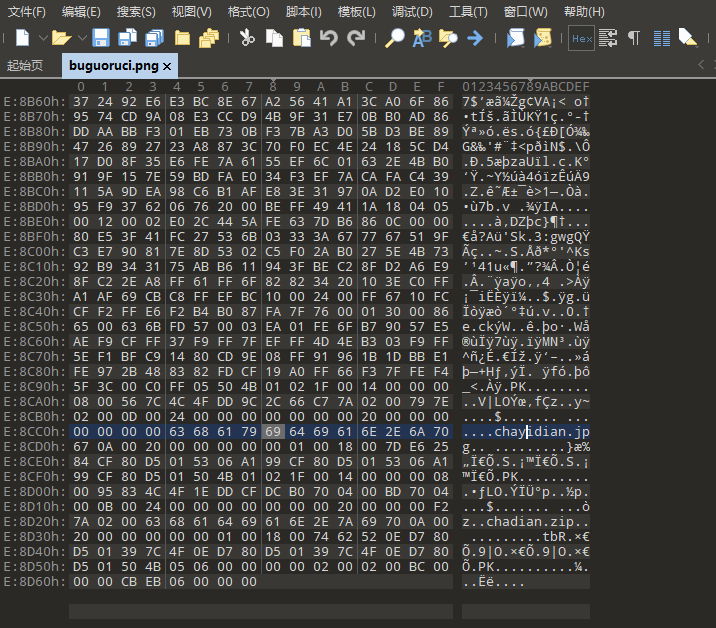 文件(F) 编辑(E) 搜索(S) 视图(V) 格式(O) 脚本(I) 模板(L) 调试(D) 工具(T) 窗口(W) 帮助(H)
Hex
起始页 buguoruci.png ×
0 1 2 3 4 5 6 7 8 9 A B C D E F 0123456789ABCDEF
E:8B60h: 37 24 92 E6 E3 BC 8E 67 A2 56 41 A1 3C A0 6F 86 7$'æã¼Žg¢VA¡< o†
E:8B70h: 95 74 CD 9A 08 E3 CC D9 4B 9F 31 E7 0B B0 AD 86 •tÍš.ãÌÙKŸ1ç.°-†
E:8B80h: DD AA BB F3 01 EB 73 0B F3 7B A3 D0 5B D3 BE 89 Ýª»ó.ës.ó{£Ð[Ó¾‰
E:8B90h: 47 26 89 27 23 A8 87 3C 70 F0 EC 4E 24 18 5C D4 G&‰'#¨‡<pðìN$.\Ô
E:8BA0h: 17 D0 8F 35 E6 FE 7A 61 55 EF 6C 01 63 2E 4B B0 .Ð.5æþzaUïl.c.K°
E:8BB0h: 91 9F 15 7E 59 BD FA E0 34 F3 EF 7A CA FA C4 39 'Ÿ.~Y½úà4óïzÊúÄ9
E:8BC0h: 11 5A 9D EA 98 C6 B1 AF E8 3E 31 97 0A D2 E0 10 .Z.ê˜Æ±¯è>1—.Òà.
E:8BD0h: 95 F9 37 62 06 76 20 00 BE FF 49 41 1A 18 04 05 •ù7b.v .¾ÿIA....
E:8BE0h: 00 12 00 02 E0 2C 44 5A FE 63 7D B6 86 0C 00 00 ....à,DZþc}¶†...
E:8BF0h: 80 E5 3F 41 FC 27 53 6B 03 33 3A 67 77 67 51 9F €å?Aü'Sk.3:gwgQŸ
E:8C00h: C3 E7 90 81 7E 8D 53 02 C5 F0 2A B0 27 5E 4B 73 Ãç..~.S.Åð*°'^Ks
E:8C10h: 92 B9 34 31 75 AB B6 11 94 3F BE C2 8F D2 A6 E9 '¹41u«¶.”?¾Â.Ò¦é
E:8C20h: 8F C2 2E A8 FF 61 FF 6F 82 82 34 20 10 3E C0 FF .Â.¨ÿaÿo‚‚4 .>Àÿ
E:8C30h: A1 AF 69 CB C8 FF EF BC 10 00 24 00 FF 67 10 FC ¡¯iËÈÿï¼..$.ÿg.ü
E:8C40h: CF F2 FF E6 F2 B4 B0 87 FA 7F 76 00 01 30 00 86 Ïòÿæò´°‡ú.v..0.†
E:8C50h: 65 00 63 6B FD 57 00 03 EA 01 FE 6F B7 90 57 E5 e.ckýW..ê.þo·.Wå
E:8C60h: AE F9 CF FF 37 F9 FF 7F EF FF 4D 4E B3 03 F9 FF ®ùÏÿ7ùÿ.ïÿMN³.ùÿ
E:8C70h: 5E F1 BF C9 14 80 CD 9E 08 FF 91 96 1B 1D BB E1 ^ñ¿É.€Íž.ÿ'–..»á
E:8C80h: FE 97 2B 48 83 82 FD CF 19 A0 FF 66 F3 7F FE F4 þ—+Hƒ‚ýÏ. ÿfó.þô
E:8C90h: 5F 3C 00 C0 FF 05 50 4B 01 02 1F 00 14 00 00 00 _<.Àÿ.PK........
E:8CA0h: 08 00 56 7C 4C 4F DD 9C 2C 66 C7 7A 02 00 79 7E ..V|LOÝœ,fÇz..y~
E:8CB0h: 02 00 0D 00 24 00 00 00 00 00 00 00 20 00 00 00 ....$....... ...
E:8CC0h: 00 00 00 00 63 68 61 79 69 64 69 61 6E 2E 6A 70 ....chayidian.jp
E:8CD0h: 67 0A 00 20 00 00 00 00 00 01 00 18 00 7D E6 25 g.. .........}æ%
E:8CE0h: 84 CF 80 D5 01 53 06 A1 99 CF 80 D5 01 53 06 A1 „Ï€Õ.S.¡™Ï€Õ.S.¡
E:8CF0h: 99 CF 80 D5 01 50 4B 01 02 1F 00 14 00 00 00 08 ™Ï€Õ.PK.........
E:8D00h: 00 95 83 4C 4F 1E DD CF DC B0 70 04 00 BD 70 04 .•ƒLO.ÝÏÜ°p..½p.
E:8D10h: 00 0B 00 24 00 00 00 00 00 00 00 20 00 00 00 F2 ...$....... ...ò
E:8D20h: 7A 02 00 63 68 61 64 69 61 6E 2E 7A 69 70 0A 00 z..chadian.zip..
E:8D30h: 20 00 00 00 00 00 01 00 18 00 74 62 52 0E D7 80 .........tbR.×€
E:8D40h: D5 01 39 7C 4F 0E D7 80 D5 01 39 7C 4F 0E D7 80 Õ.9|O.×€Õ.9|O.×€
E:8D50h: D5 01 50 4B 05 06 00 00 00 00 02 00 02 00 BC 00 Õ.PK..........¼.
E:8D60h: 00 00 CB EB 06 00 00 00 ..Ëë....